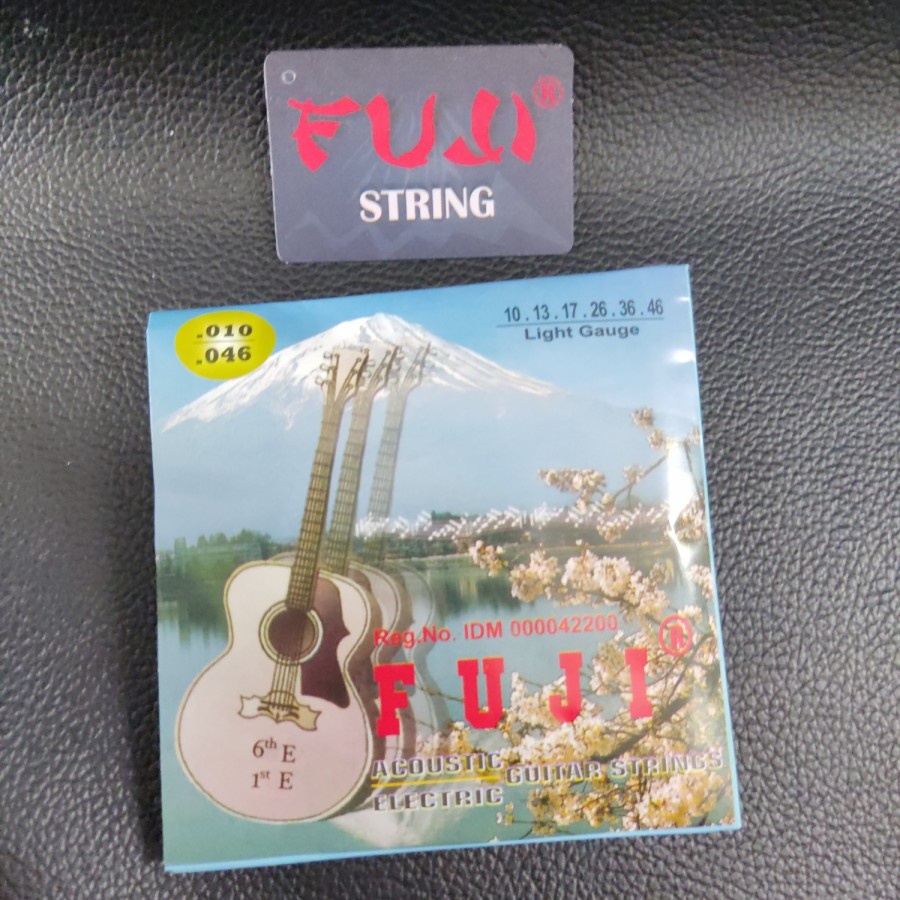 FUJI®
STRING
.010
.046
10 . 13 . 17 . 26 . 36 . 46
Light Gauge
Reg.No. IDM 000042200
FUJI®
6th E
1st E
ACOUSTIC
ELECTRIC
GUITAR STRINGS